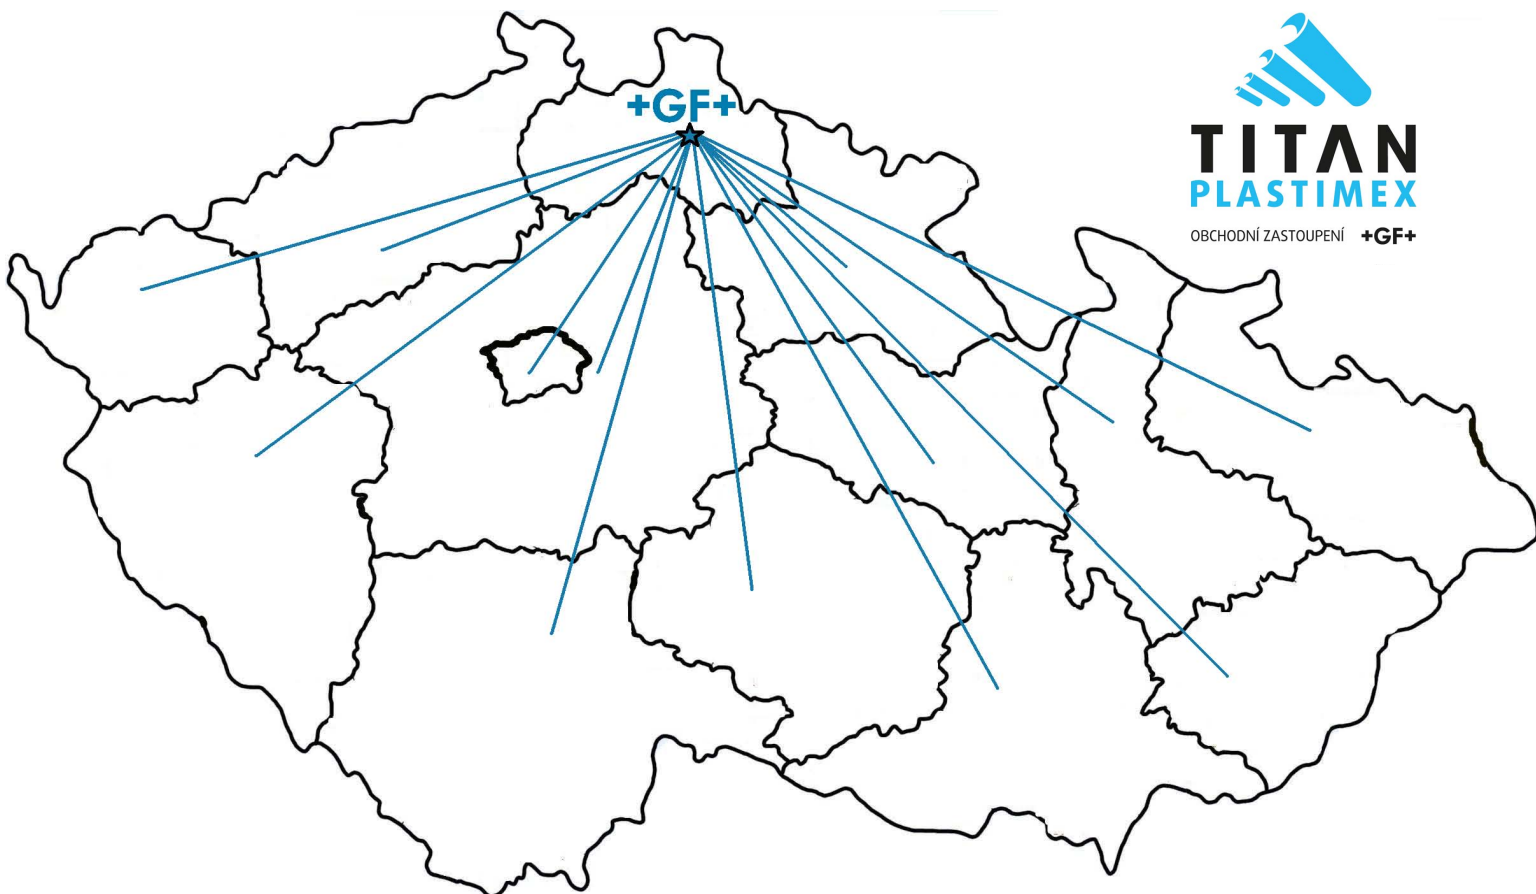 +GF+
TITAN
PLASTIMEX
OBCHODNÍ ZASTOUPENÍ +GF+